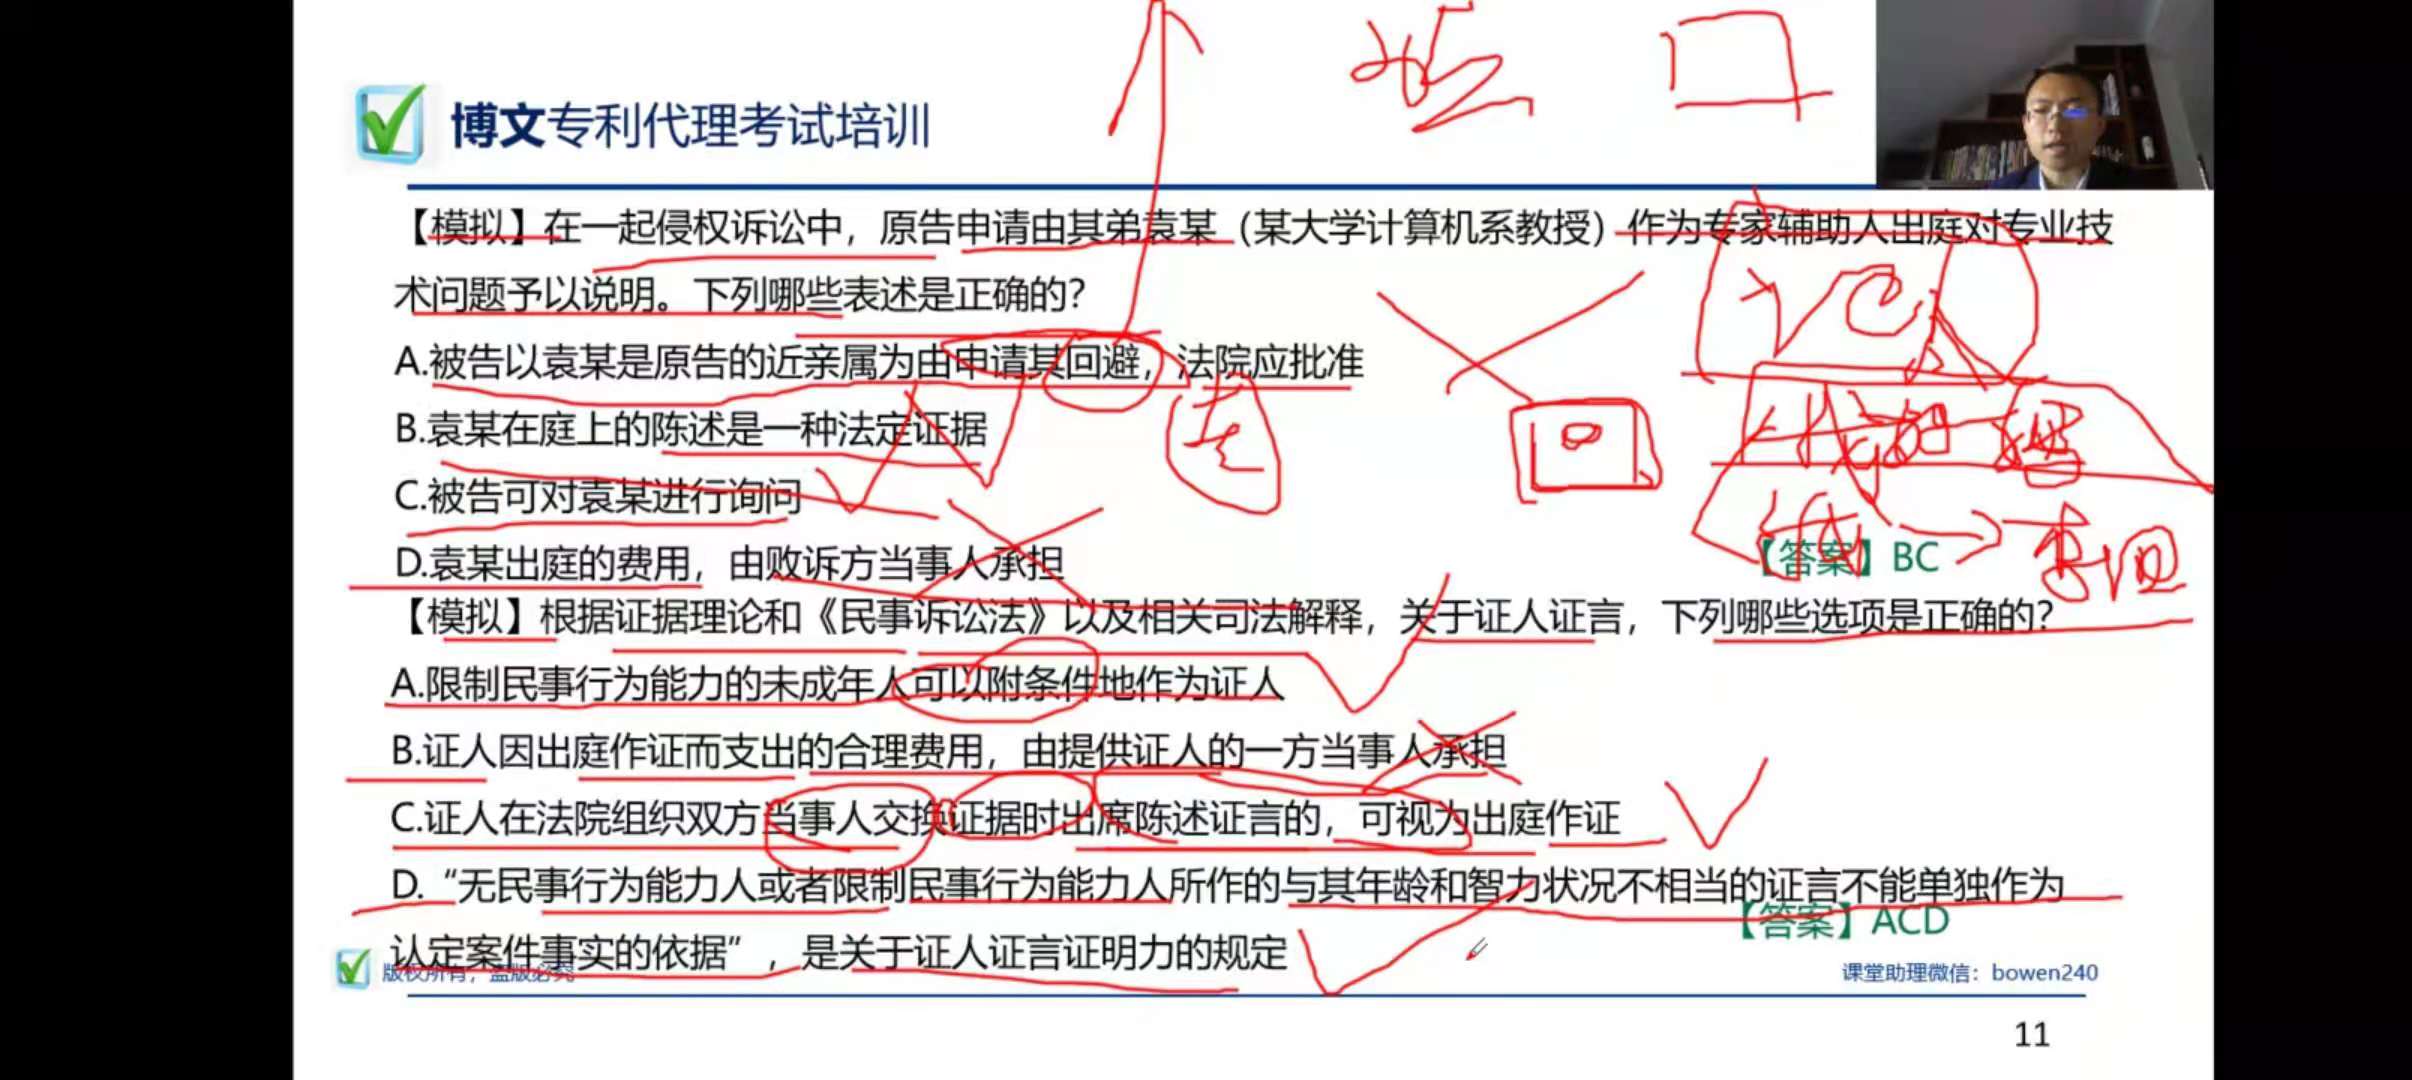 博文专利代理考试培训
【模拟】在一起侵权诉讼中，原告申请由其弟袁某（某大学计算机系教授）作为专家辅助人出庭对专业技
术问题予以说明。下列哪些表述是正确的？
A.被告以袁某是原告的近亲属为由申请其回避，法院应批准
B.袁某在庭上的陈述是一种法定证据
C.被告可对袁某进行询问
D.袁某出庭的费用，由败诉方当事人承担
【答案】BC
【模拟】根据证据理论和《民事诉讼法》以及相关司法解释，关于证人证言，下列哪些选项是正确的？
A.限制民事行为能力的未成年人可以附条件地作为证人
B.证人因出庭作证而支出的合理费用，由提供证人的一方当事人承担
C.证人在法院组织双方当事人交换证据时出席陈述证言的，可视为出庭作证
D.“无民事行为能力人或者限制民事行为能力人所作的与其年龄和智力状况不相当的证言不能单独作为
认定案件事实的依据”，是关于证人证言证明力的规定
【答案】ACD
版权所有，盗版必究
课堂助理微信：bowen240
11